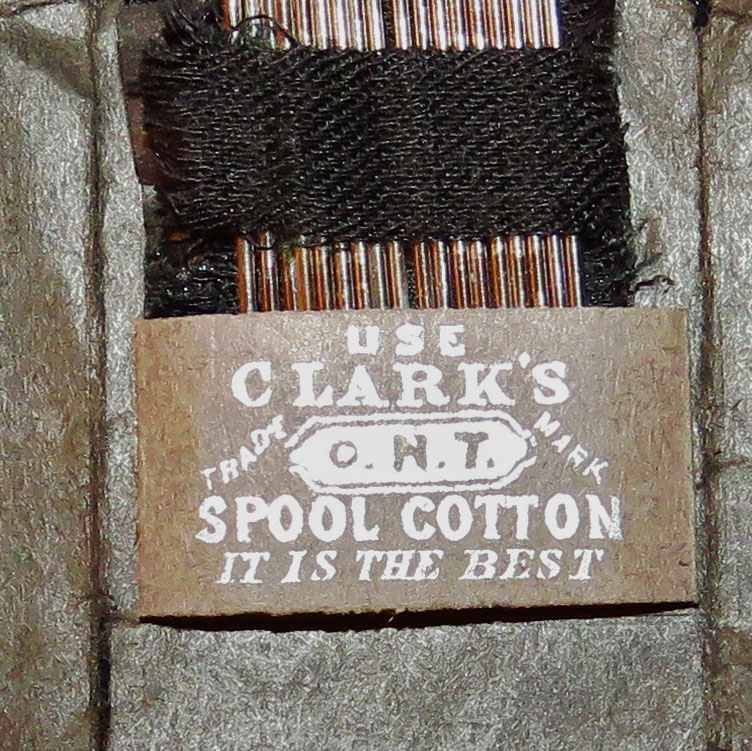 USE
CLARK'S
TRADE O.N.T. MARK
SPOOL COTTON
IT IS THE BEST